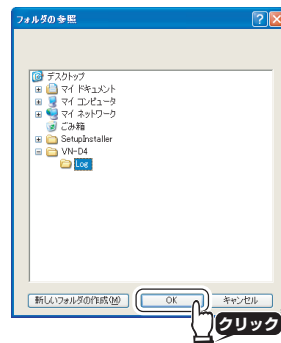 フォルダの参照
デスクトップ
マイ ドキュメント
マイ コンピュータ
マイ ネットワーク
ごみ箱
SetupInstaller
VN-D4
Log
新しいフォルダの作成(M)
OK
キャンセル
クリック